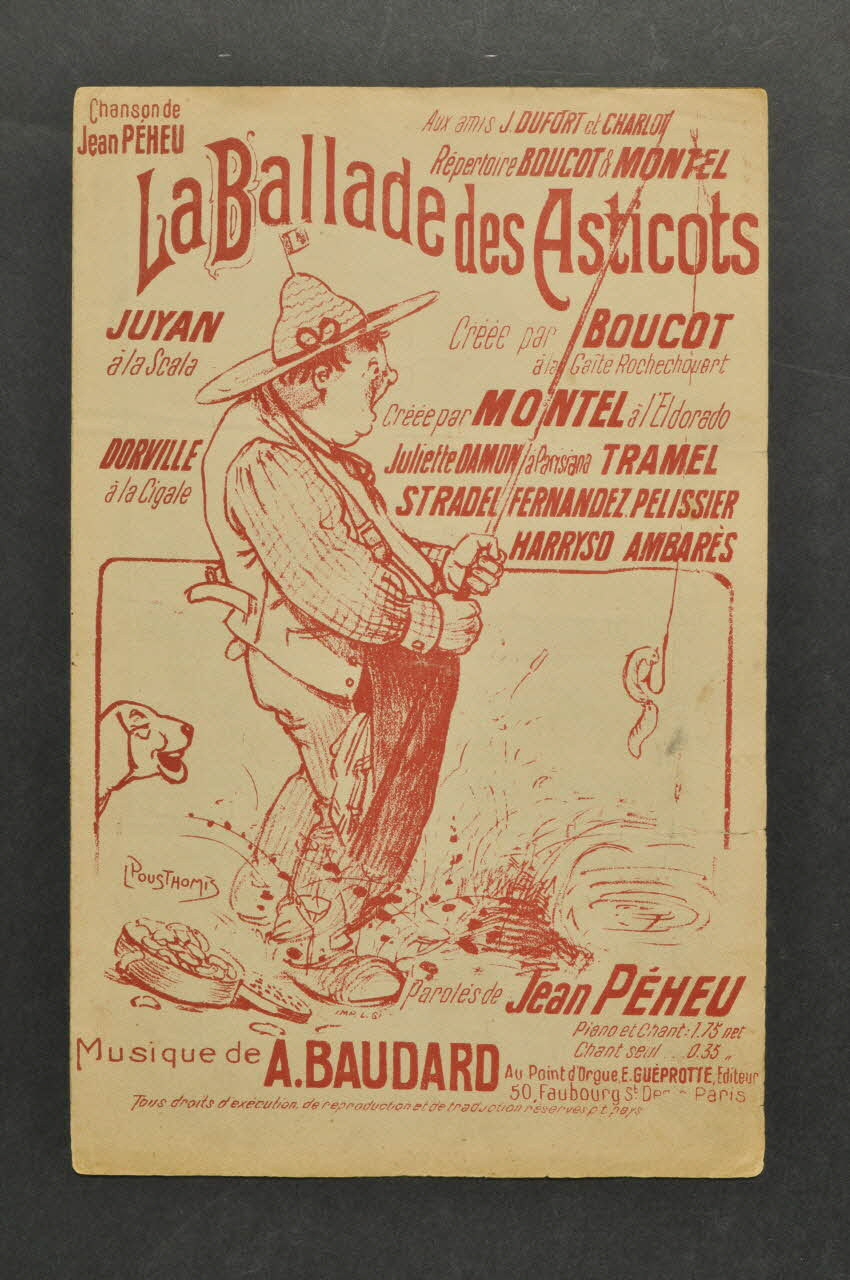 Chanson de
Jean PÉHEU
Aux amis J. DUFORT et CHARLOT
Répertoire BOUCOT & MONTEL
La Ballade des Asticots
JUYAN
à la Scala
Créée par BOUCOT
à la Gaîte Rochechouart
Créée par MONTEL à l'Eldorado
DORVILLE
à la Cigale
Juliette DAMON à Parisiana TRAMEL
STRADEL FERNANDEZ. PELISSIER
HARRYSO AMBARÈS
L POUSTHOMIS
IMP. L. G.
Paroles de Jean PÉHEU
Piano et Chant: 1.75 net
Chant seul .. 0.35 "
Musique de A. BAUDARD
Au Point d'Orgue, E. GUÉPROTTE, Editeur
50, Faubourg St Paris
Tous droits d'exécution, de reproduction et de traduction réservés p.t. pays